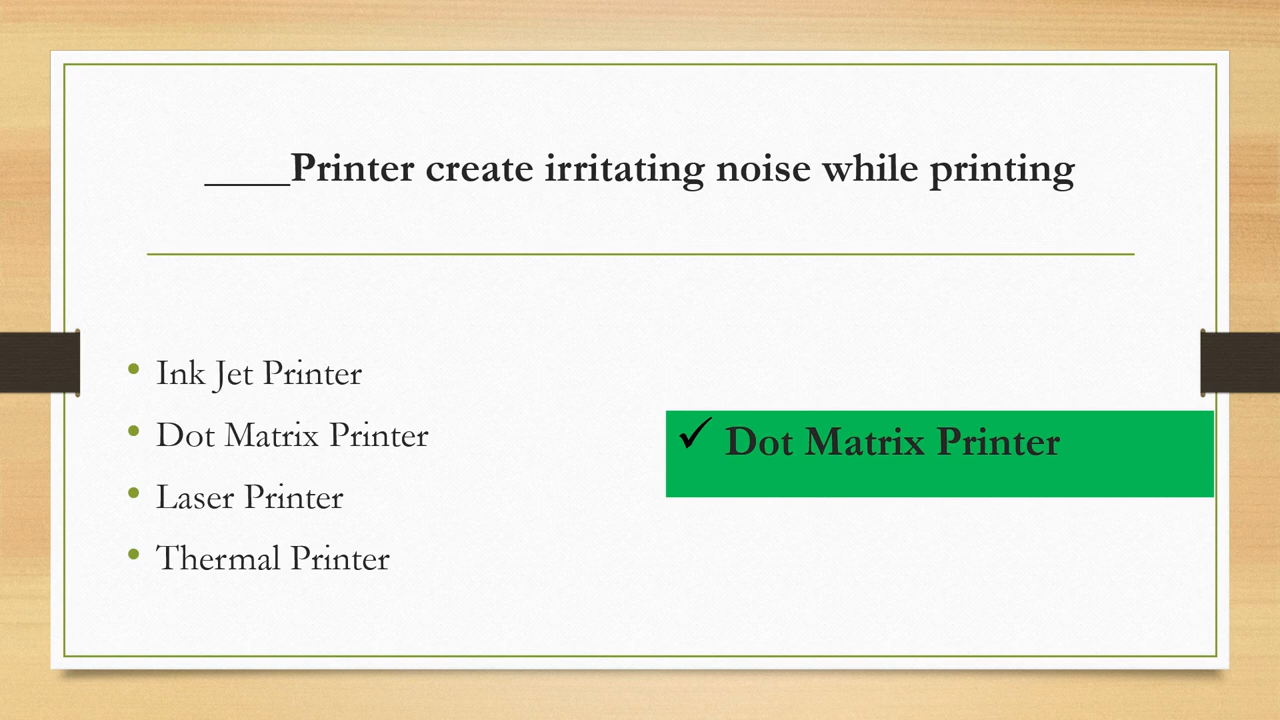 ____Printer create irritating noise while printing
• Ink Jet Printer
• Dot Matrix Printer
• Laser Printer
• Thermal Printer
✓ Dot Matrix Printer